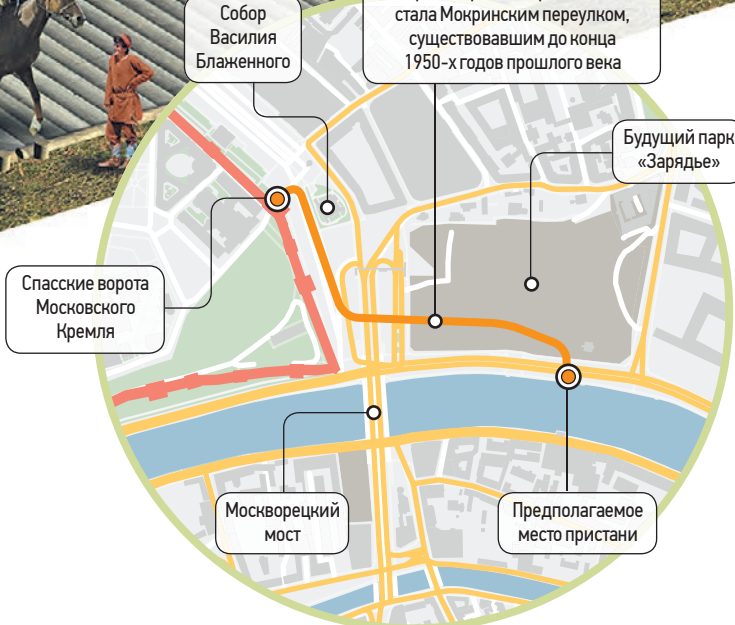 Собор
Василия
Блаженного
стала Мокринским переулком,
существовавшим до конца
1950-х годов прошлого века
Будущий парк
«Зарядье»
Спасские ворота
Московского
Кремля
Москворецкий
мост
Предполагаемое
место пристани